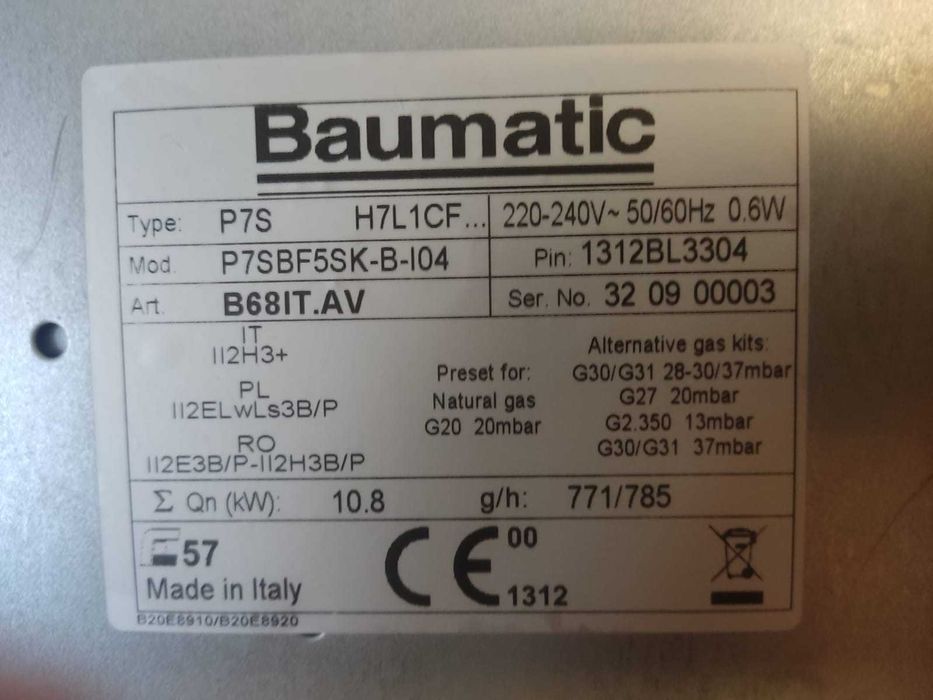 Baumatic
Type: P7S H7L1CF... 220-240V~ 50/60Hz 0.6W
Mod. P7SBF5SK-B-I04 Pin: 1312BL3304
Art. B68IT.AV Ser. No. 32 09 00003
IT
II2H3+
PL
II2ELwLs3B/P
RO
II2E3B/P-II2H3B/P
Preset for:
Natural gas
G20 20mbar
Alternative gas kits:
G30/G31 28-30/37mbar
G27 20mbar
G2.350 13mbar
G30/G31 37mbar
Σ Qn (kW): 10.8 g/h: 771/785
57
Made in Italy
CE 00
1312
B20E8910/B20E8920